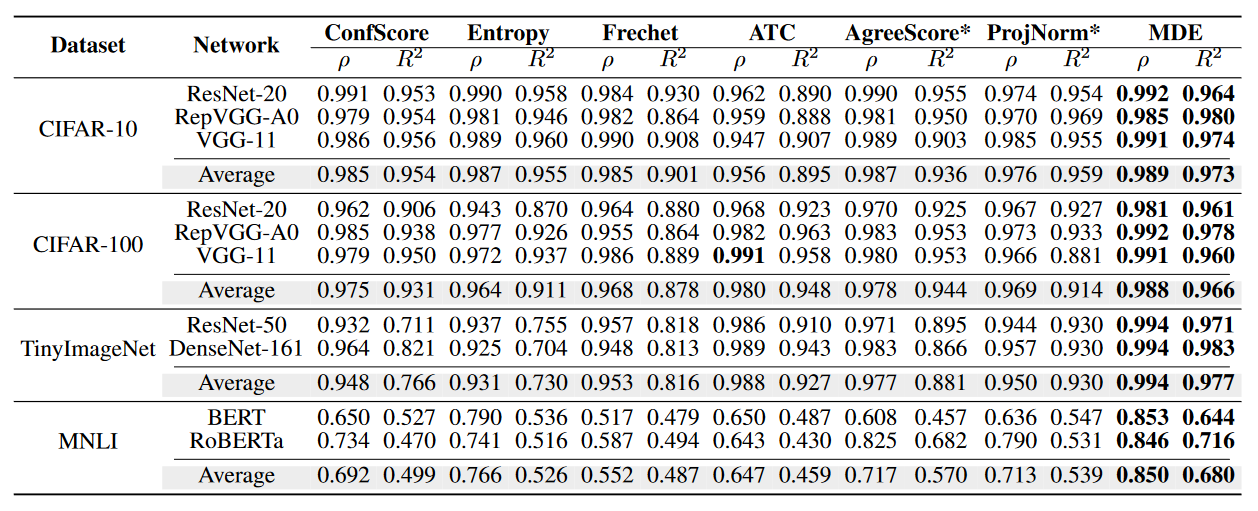 Dataset Network ConfScore Entropy Frechet ATC AgreeScore* ProjNorm* MDE
ρ R² ρ R² ρ R² ρ R² ρ R² ρ R² ρ R²
CIFAR-10
ResNet-20 0.991 0.953 0.990 0.958 0.984 0.930 0.962 0.890 0.990 0.955 0.974 0.954 0.992 0.964
RepVGG-A0 0.979 0.954 0.981 0.946 0.982 0.864 0.959 0.888 0.981 0.950 0.970 0.969 0.985 0.980
VGG-11 0.986 0.956 0.989 0.960 0.990 0.908 0.947 0.907 0.989 0.903 0.985 0.955 0.991 0.974
Average 0.985 0.954 0.987 0.955 0.985 0.901 0.956 0.895 0.987 0.936 0.976 0.959 0.989 0.973
CIFAR-100
ResNet-20 0.962 0.906 0.943 0.870 0.964 0.880 0.968 0.923 0.970 0.925 0.967 0.927 0.981 0.961
RepVGG-A0 0.985 0.938 0.977 0.926 0.955 0.864 0.982 0.963 0.983 0.953 0.973 0.933 0.992 0.978
VGG-11 0.979 0.950 0.972 0.937 0.986 0.889 0.991 0.958 0.980 0.953 0.966 0.881 0.991 0.960
Average 0.975 0.931 0.964 0.911 0.968 0.878 0.980 0.948 0.978 0.944 0.969 0.914 0.988 0.966
TinyImageNet
ResNet-50 0.932 0.711 0.937 0.755 0.957 0.818 0.986 0.910 0.971 0.895 0.944 0.930 0.994 0.971
DenseNet-161 0.964 0.821 0.925 0.704 0.948 0.813 0.989 0.943 0.983 0.866 0.957 0.930 0.994 0.983
Average 0.948 0.766 0.931 0.730 0.953 0.816 0.988 0.927 0.977 0.881 0.950 0.930 0.994 0.977
MNLI
BERT 0.650 0.527 0.790 0.536 0.517 0.479 0.650 0.487 0.608 0.457 0.636 0.547 0.853 0.644
RoBERTa 0.734 0.470 0.741 0.516 0.587 0.494 0.643 0.430 0.825 0.682 0.790 0.531 0.846 0.716
Average 0.692 0.499 0.766 0.526 0.552 0.487 0.647 0.459 0.717 0.570 0.713 0.539 0.850 0.680